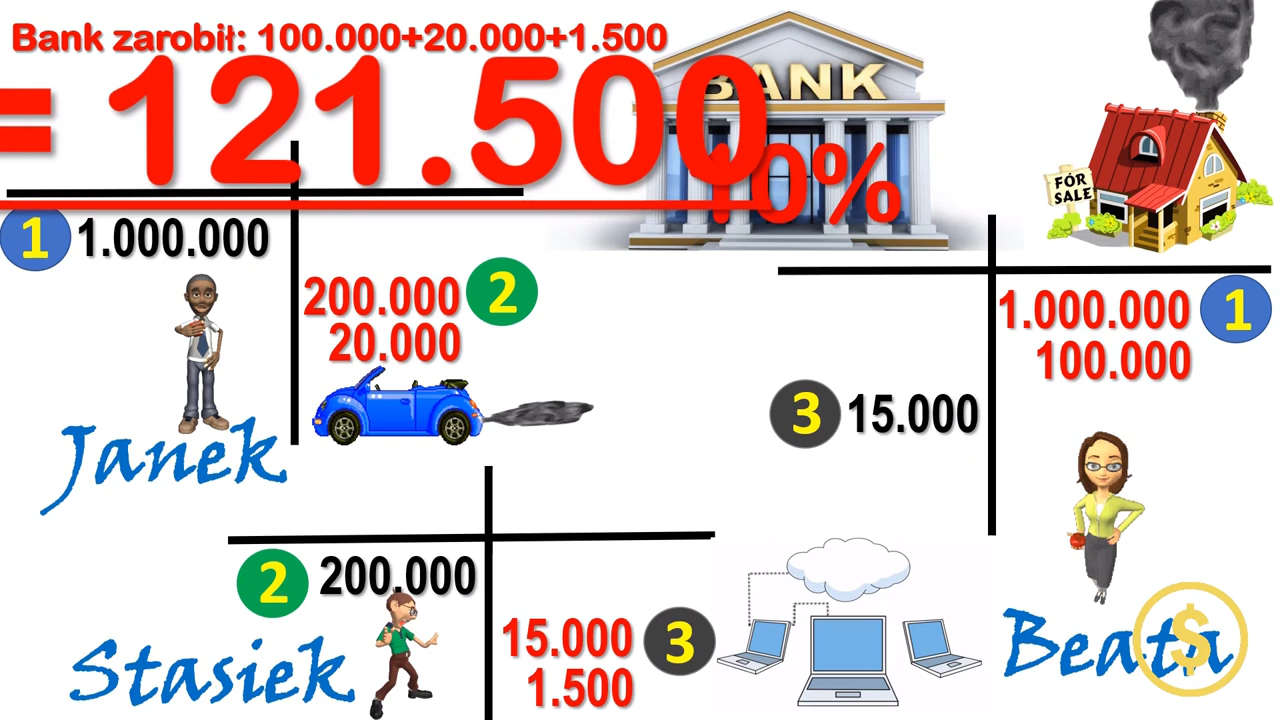 Bank zarobił: 100.000+20.000+1.500
= 121.500
BANK
10%
FOR
SALE
1 1.000.000
200.000 2
20.000
1.000.000 1
100.000
3 15.000
Janek
2 200.000
15.000 3
1.500
Stasiek
Beata
$